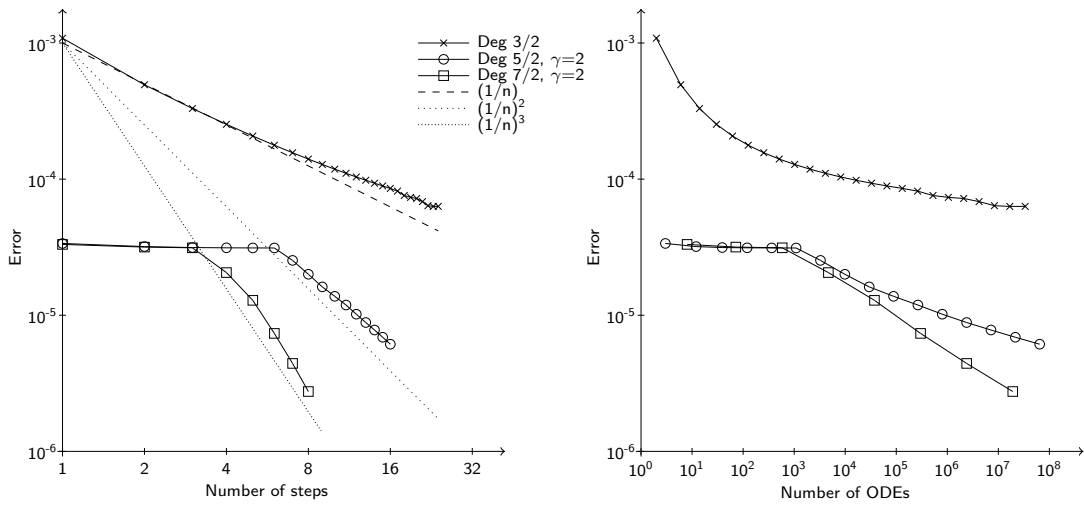 10^-3
10^-4
10^-5
10^-6
Error
1 2 4 8 16 32
Number of steps
Deg 3/2
Deg 5/2, γ=2
Deg 7/2, γ=2
(1/n)
(1/n)^2
(1/n)^3
10^-3
10^-4
10^-5
10^-6
Error
10^0 10^1 10^2 10^3 10^4 10^5 10^6 10^7 10^8
Number of ODEs